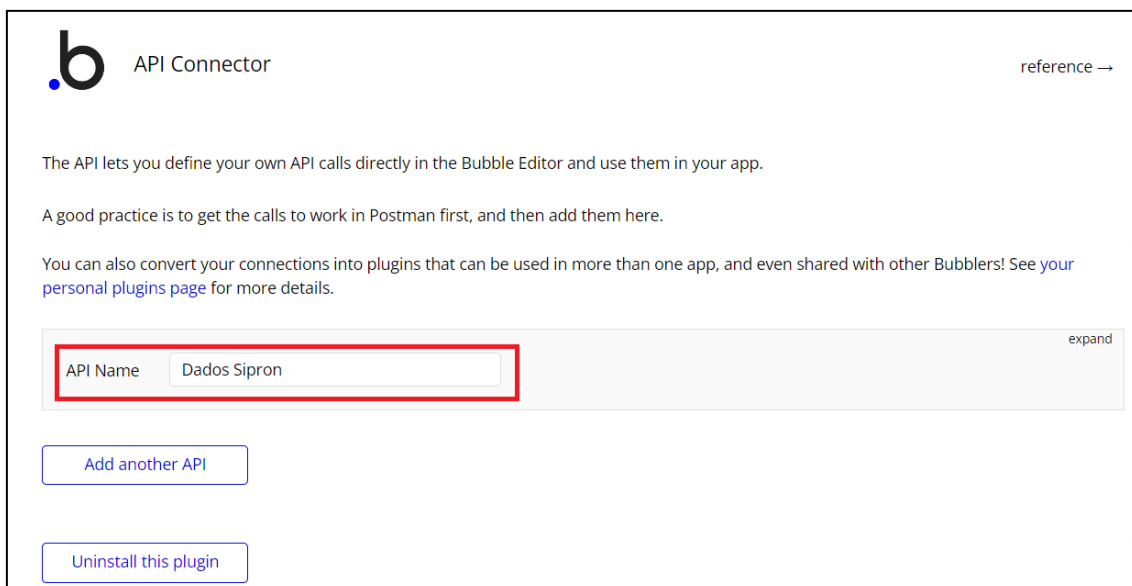 .b
API Connector
reference →
The API lets you define your own API calls directly in the Bubble Editor and use them in your app.
A good practice is to get the calls to work in Postman first, and then add them here.
You can also convert your connections into plugins that can be used in more than one app, and even shared with other Bubblers! See your
personal plugins page for more details.
expand
API Name
Dados Sipron
Add another API
Uninstall this plugin